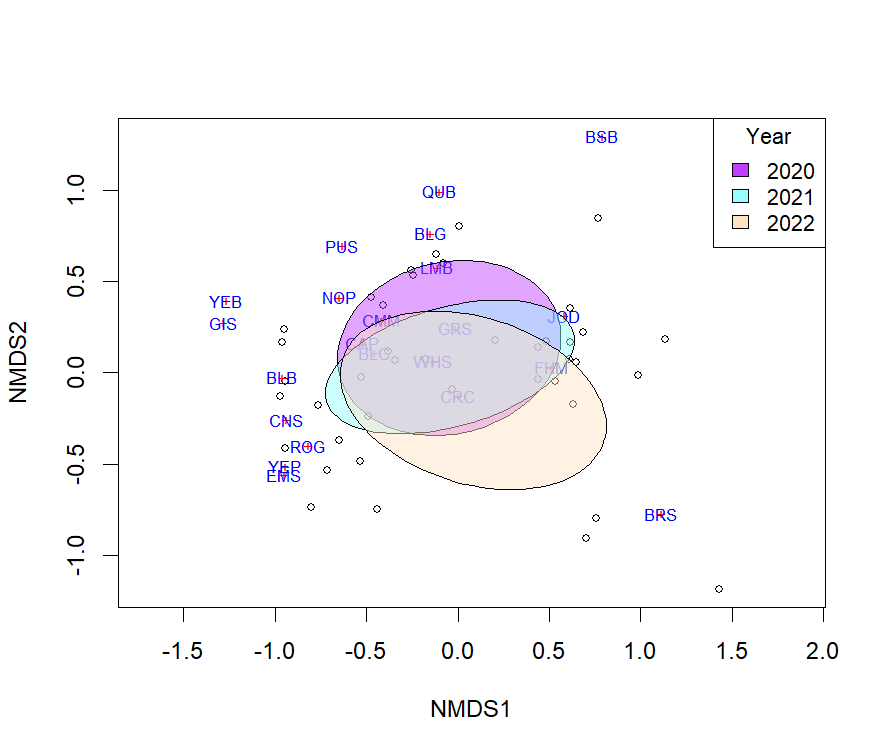 Year
2020
2021
2022
BSB
QUB
BLG
PUS
LMB
NOP
YEB
GIS
JOD
CMM
GRS
CAP
BLC
WHS
FHM
BLB
CRC
CNS
ROG
YEP
EMS
BRS
1.0
0.5
0.0
-0.5
-1.0
NMDS2
-1.5
-1.0
-0.5
0.0
0.5
1.0
1.5
2.0
NMDS1